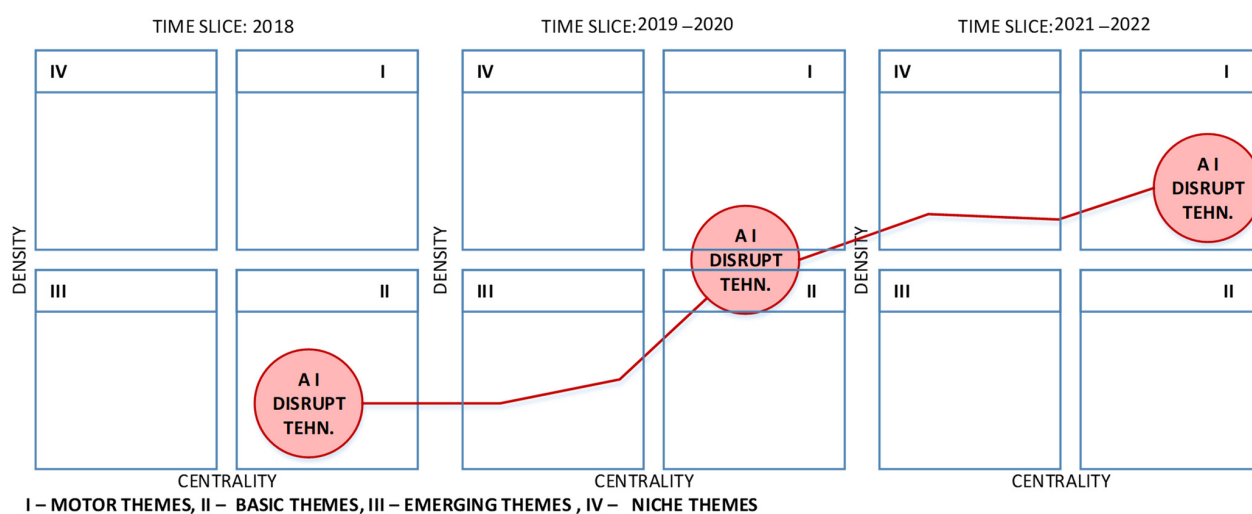 TIME SLICE: 2018
TIME SLICE:2019 –2020
TIME SLICE:2021 –2022
IV
I
IV
I
IV
I
A I
DISRUPT
TEHN.
A I
DISRUPT
TEHN.
DENSITY
DENSITY
DENSITY
III
II
III
II
III
II
A I
DISRUPT
TEHN.
CENTRALITY
CENTRALITY
CENTRALITY
I – MOTOR THEMES, II – BASIC THEMES, III – EMERGING THEMES , IV – NICHE THEMES